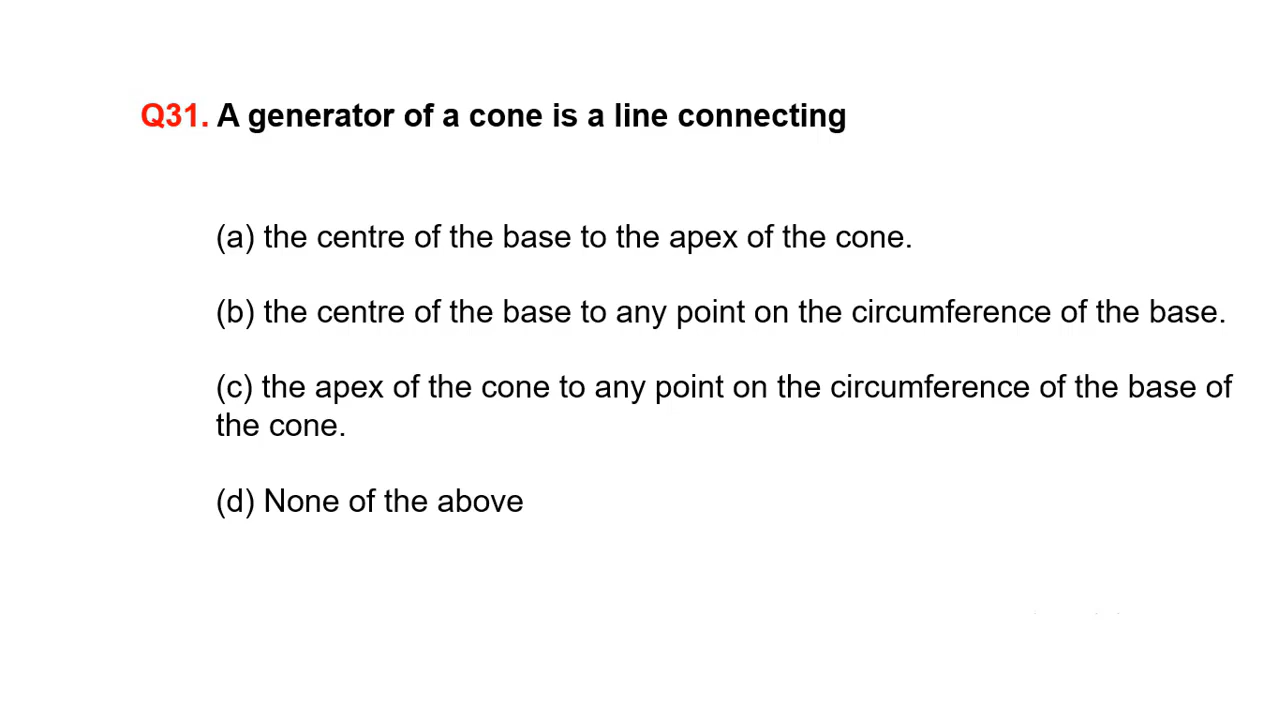 Q31. A generator of a cone is a line connecting
(a) the centre of the base to the apex of the cone.
(b) the centre of the base to any point on the circumference of the base.
(c) the apex of the cone to any point on the circumference of the base of
the cone.
(d) None of the above